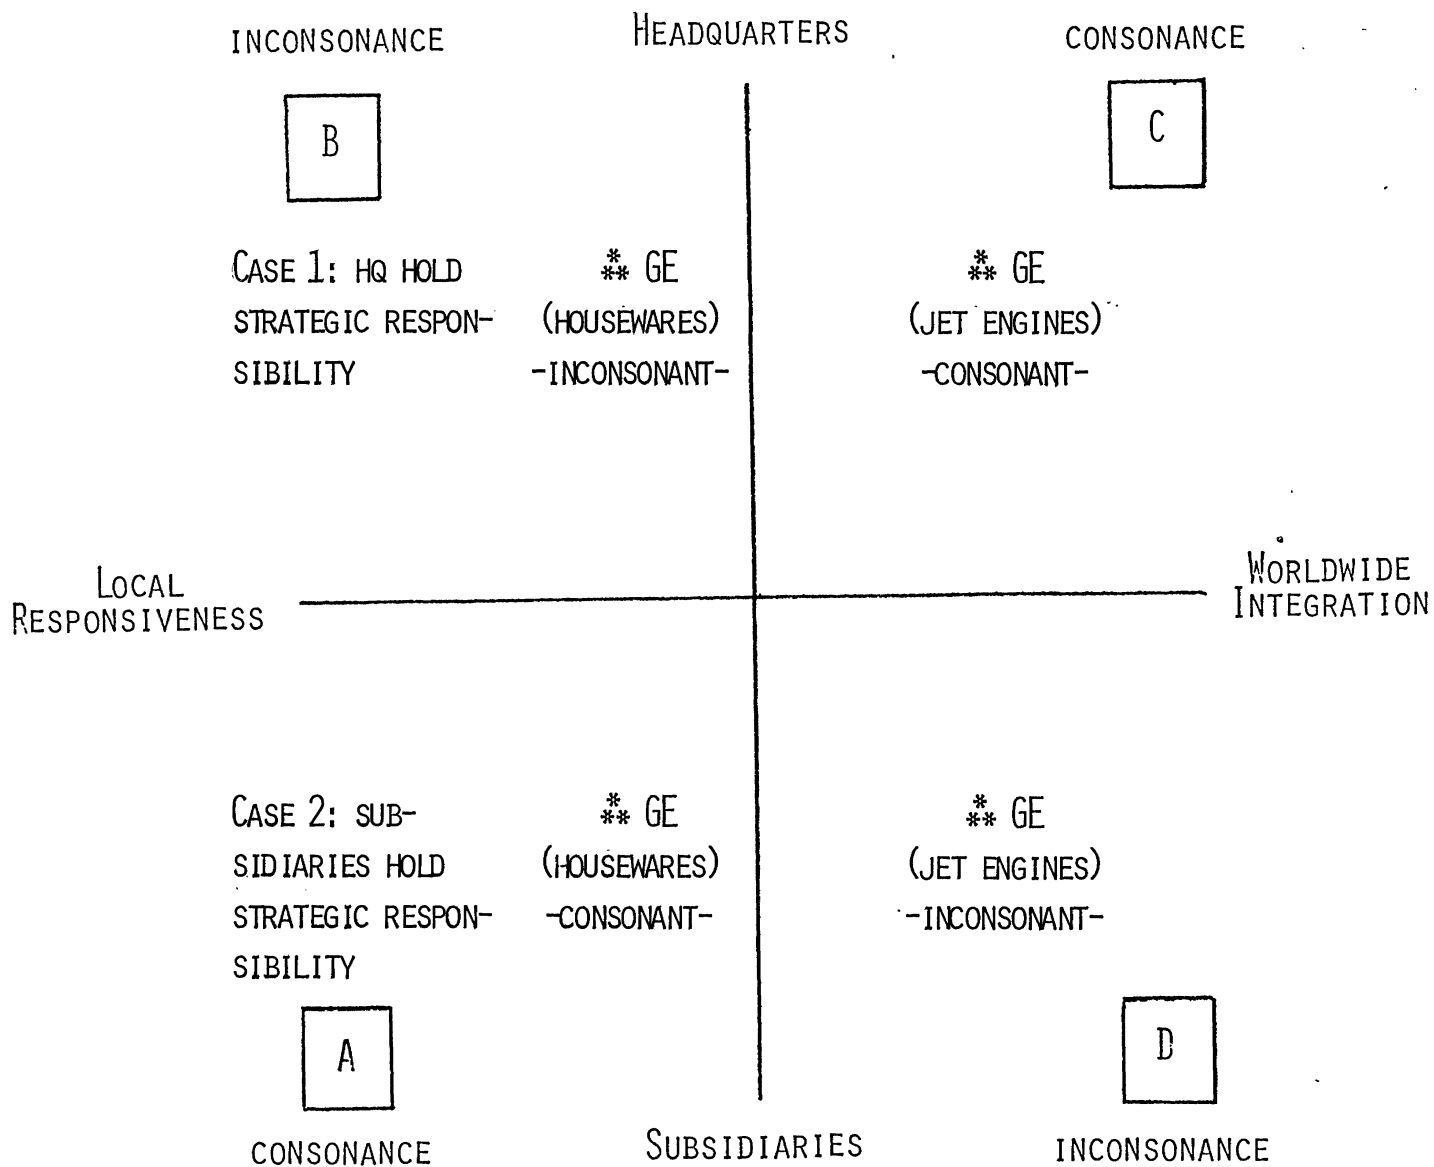 INCONSONANCE
HEADQUARTERS
CONSONANCE
B
C
CASE 1: HQ HOLD
STRATEGIC RESPON-
SIBILITY
*** GE
(HOUSEWARES)
-INCONSONANT-
*** GE
(JET ENGINES)
-CONSONANT-
LOCAL
RESPONSIVENESS
WORLDWIDE
INTEGRATION
CASE 2: SUB-
SIDIARIES HOLD
STRATEGIC RESPON-
SIBILITY
*** GE
(HOUSEWARES)
-CONSONANT-
*** GE
(JET ENGINES)
-INCONSONANT-
A
D
CONSONANCE
SUBSIDIARIES
INCONSONANCE